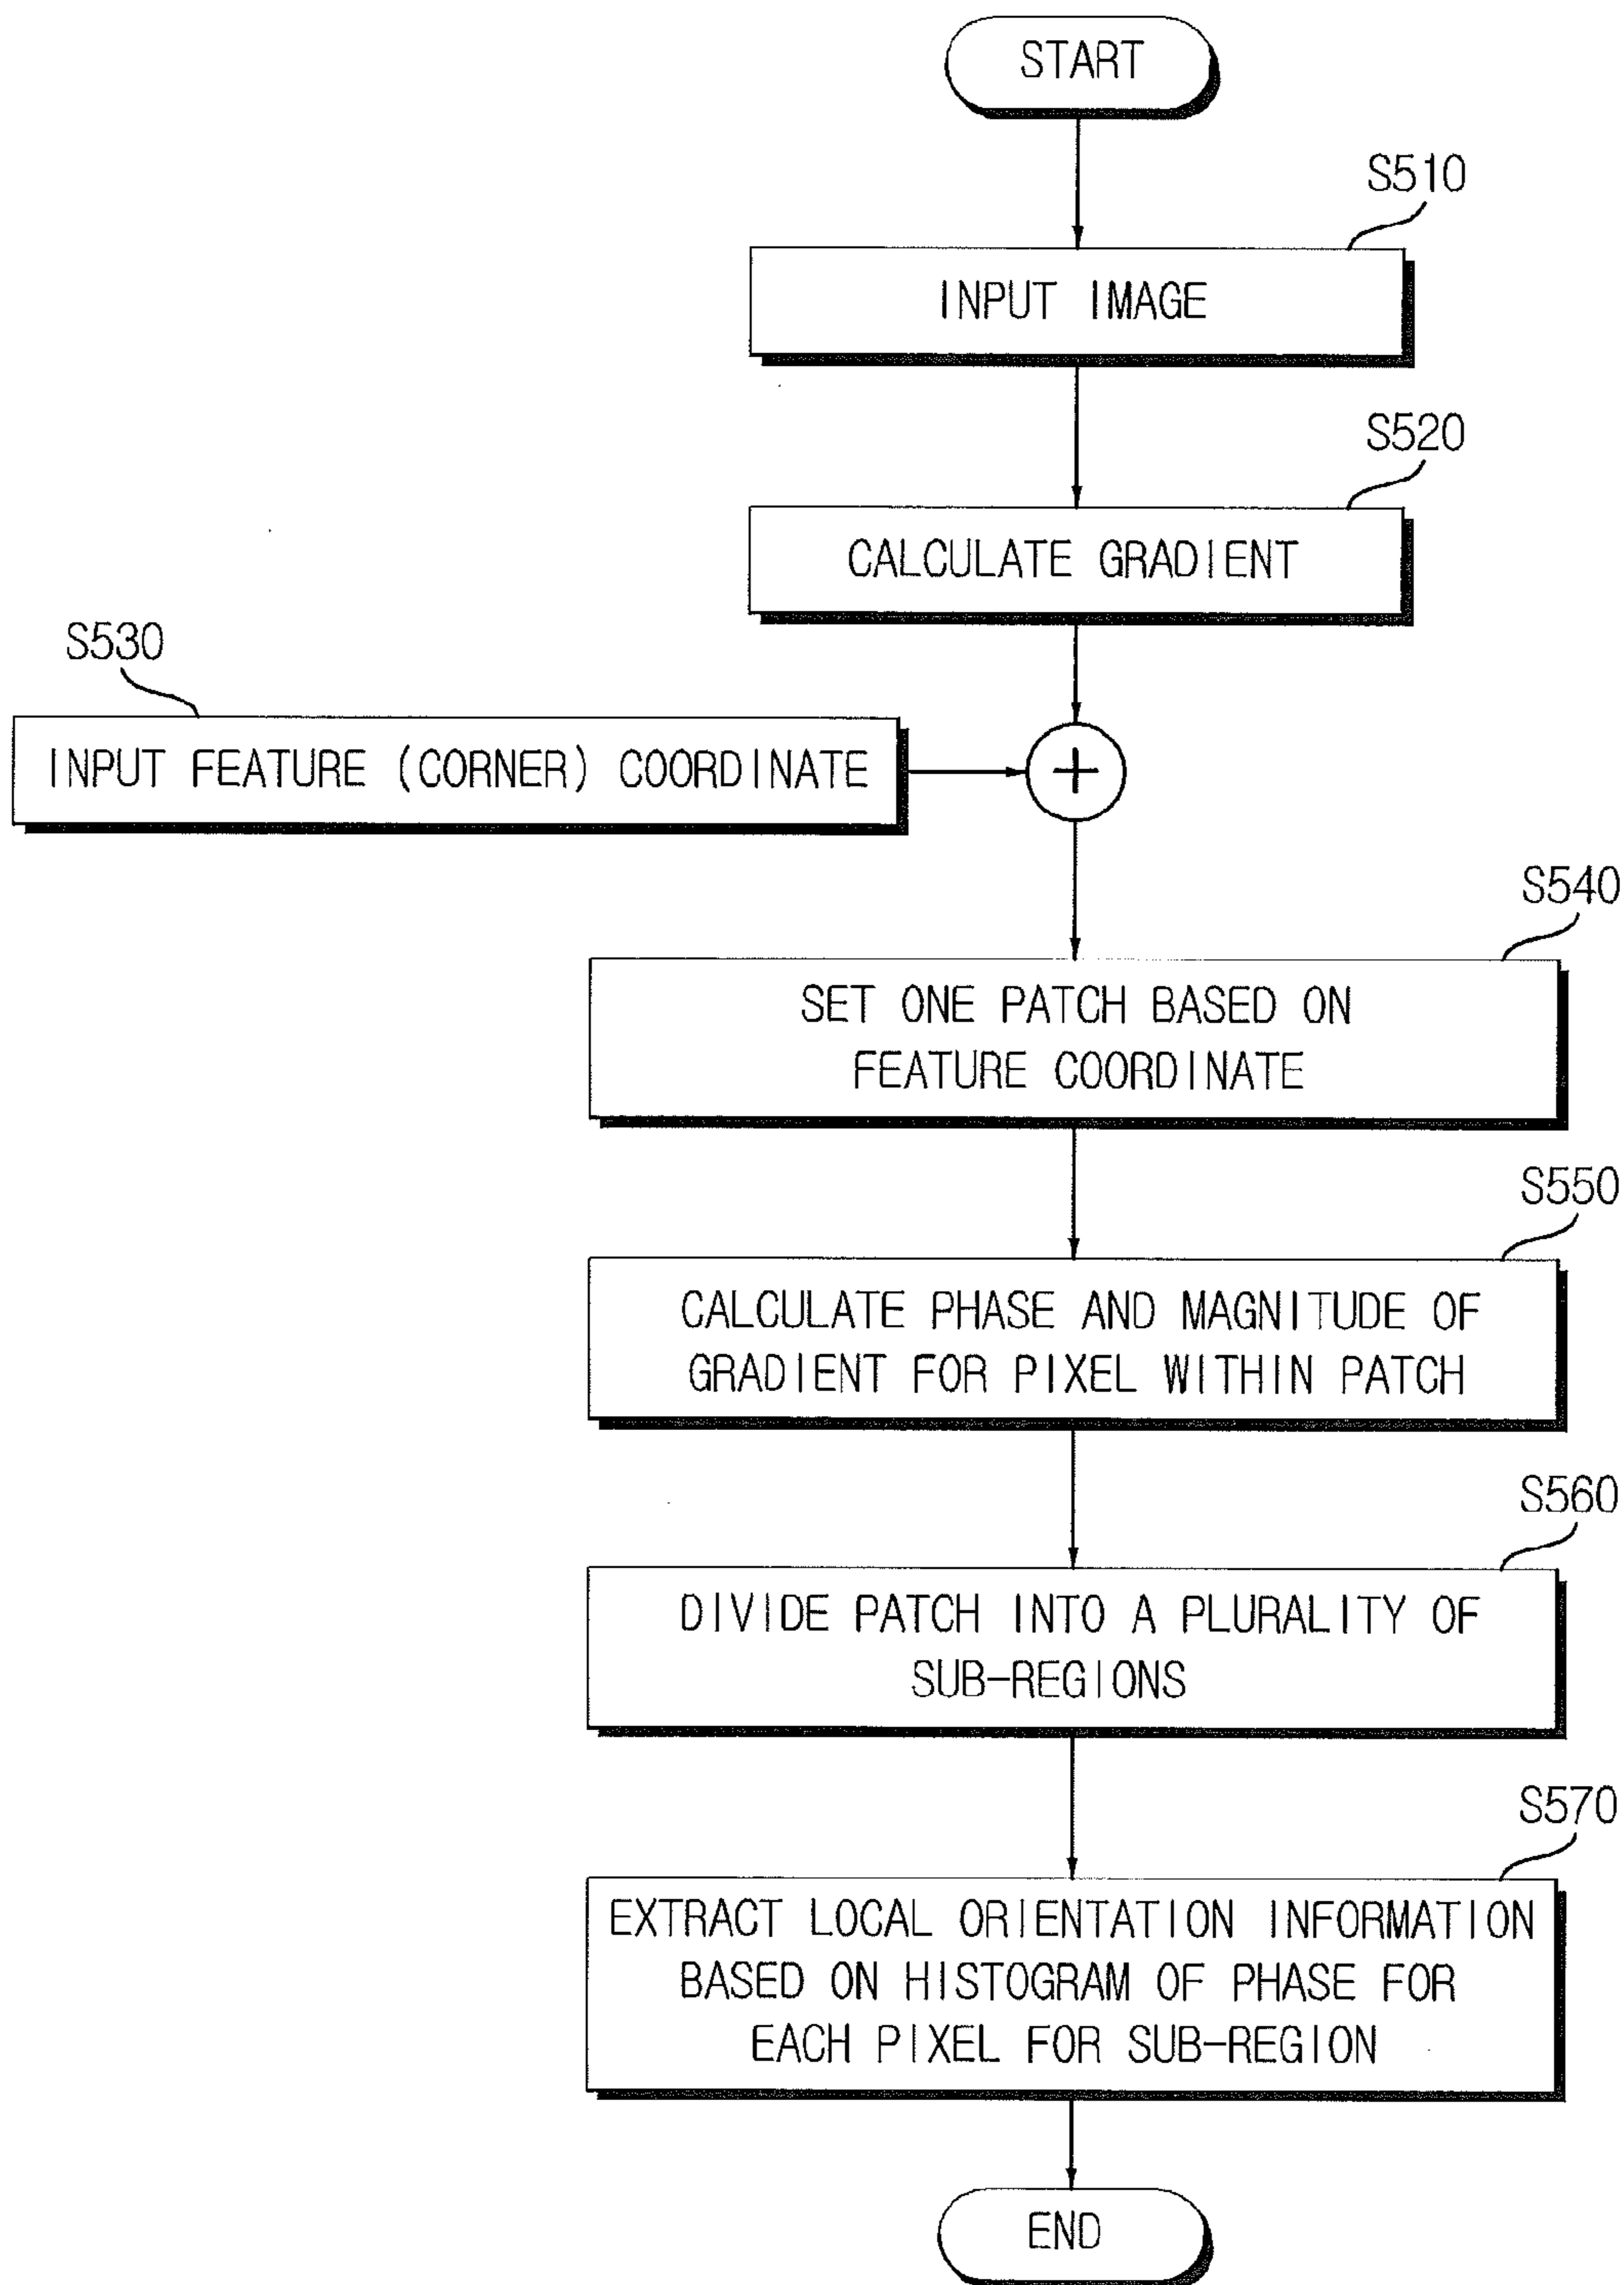 START
S510
INPUT IMAGE
S520
CALCULATE GRADIENT
S530
INPUT FEATURE (CORNER) COORDINATE
+
S540
SET ONE PATCH BASED ON
FEATURE COORDINATE
S550
CALCULATE PHASE AND MAGNITUDE OF
GRADIENT FOR PIXEL WITHIN PATCH
S560
DIVIDE PATCH INTO A PLURALITY OF
SUB-REGIONS
S570
EXTRACT LOCAL ORIENTATION INFORMATION
BASED ON HISTOGRAM OF PHASE FOR
EACH PIXEL FOR SUB-REGION
END